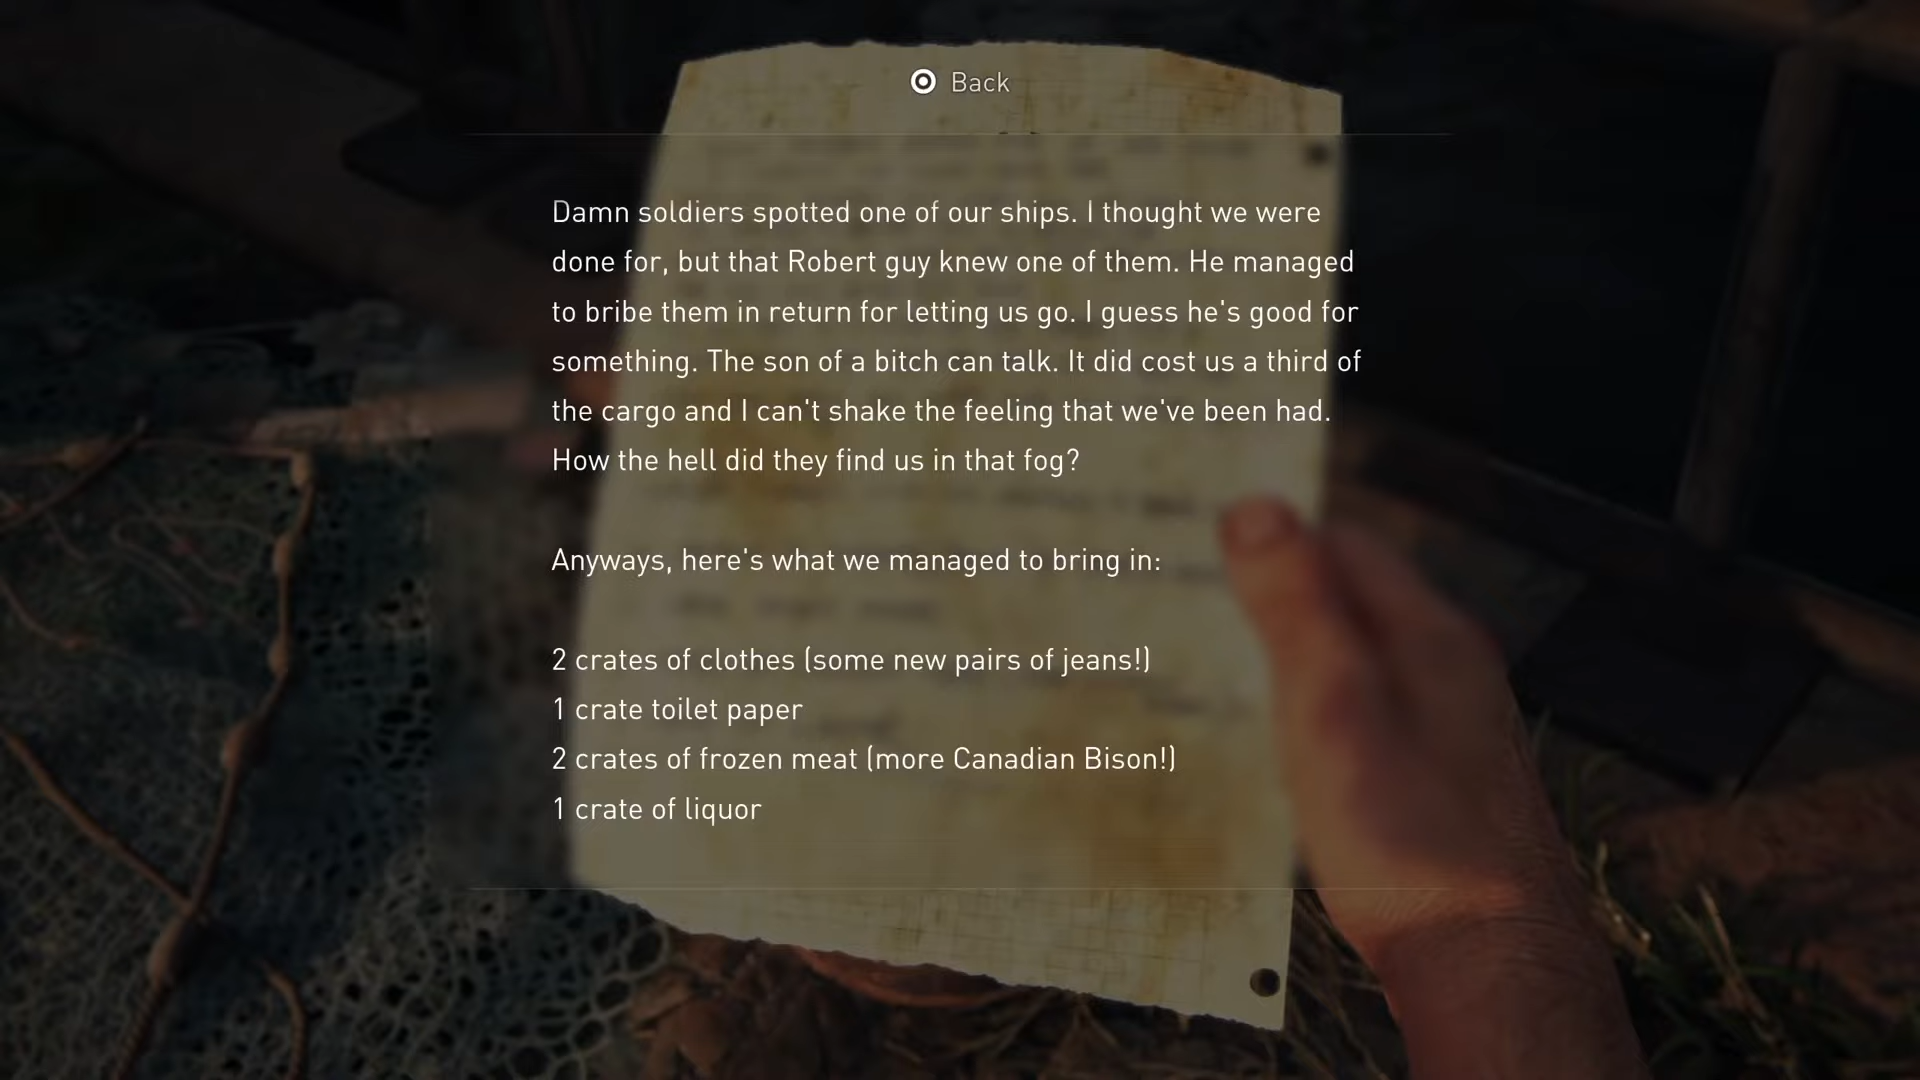 Back
Damn soldiers spotted one of our ships. I thought we were
done for, but that Robert guy knew one of them. He managed
to bribe them in return for letting us go. I guess he's good for
something. The son of a bitch can talk. It did cost us a third of
the cargo and I can't shake the feeling that we've been had.
How the hell did they find us in that fog?
Anyways, here's what we managed to bring in:
2 crates of clothes (some new pairs of jeans!)
1 crate toilet paper
2 crates of frozen meat (more Canadian Bison!)
1 crate of liquor